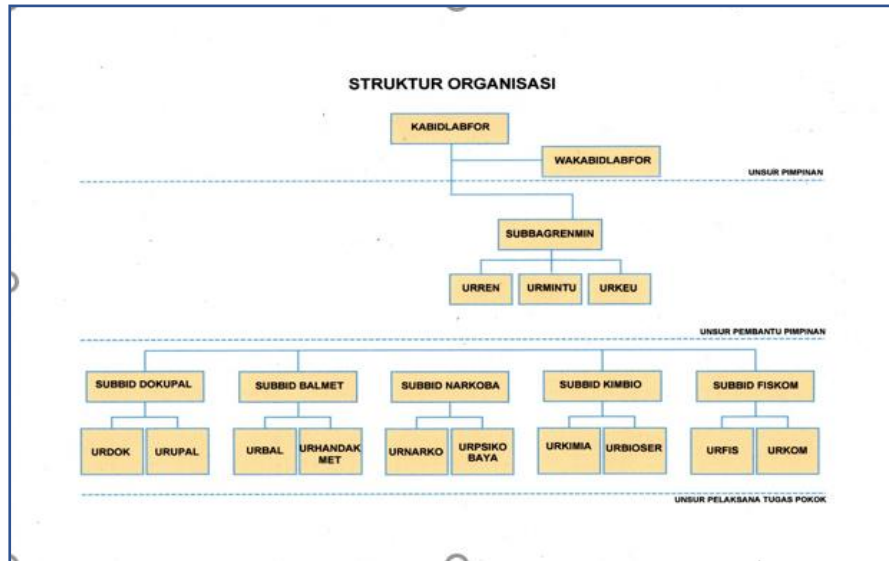 STRUKTUR ORGANISASI
KABIDLABFOR
WAKABIDLABFOR
UNSUR PIMPINAN
SUBBAGRENMIN
URREN
URMINTU
URKEU
UNSUR PEMBANTU PIMPINAN
SUBBID DOKUPAL
SUBBID BALMET
SUBBID NARKOBA
SUBBID KIMBIO
SUBBID FISKOM
URDOK
URUPAL
URBAL
URHANDAK
MET
URNARKO
URPSIKO
BAYA
URKIMIA
URBIOSER
URFIS
URKOM
UNSUR PELAKSANA TUGAS POKOK